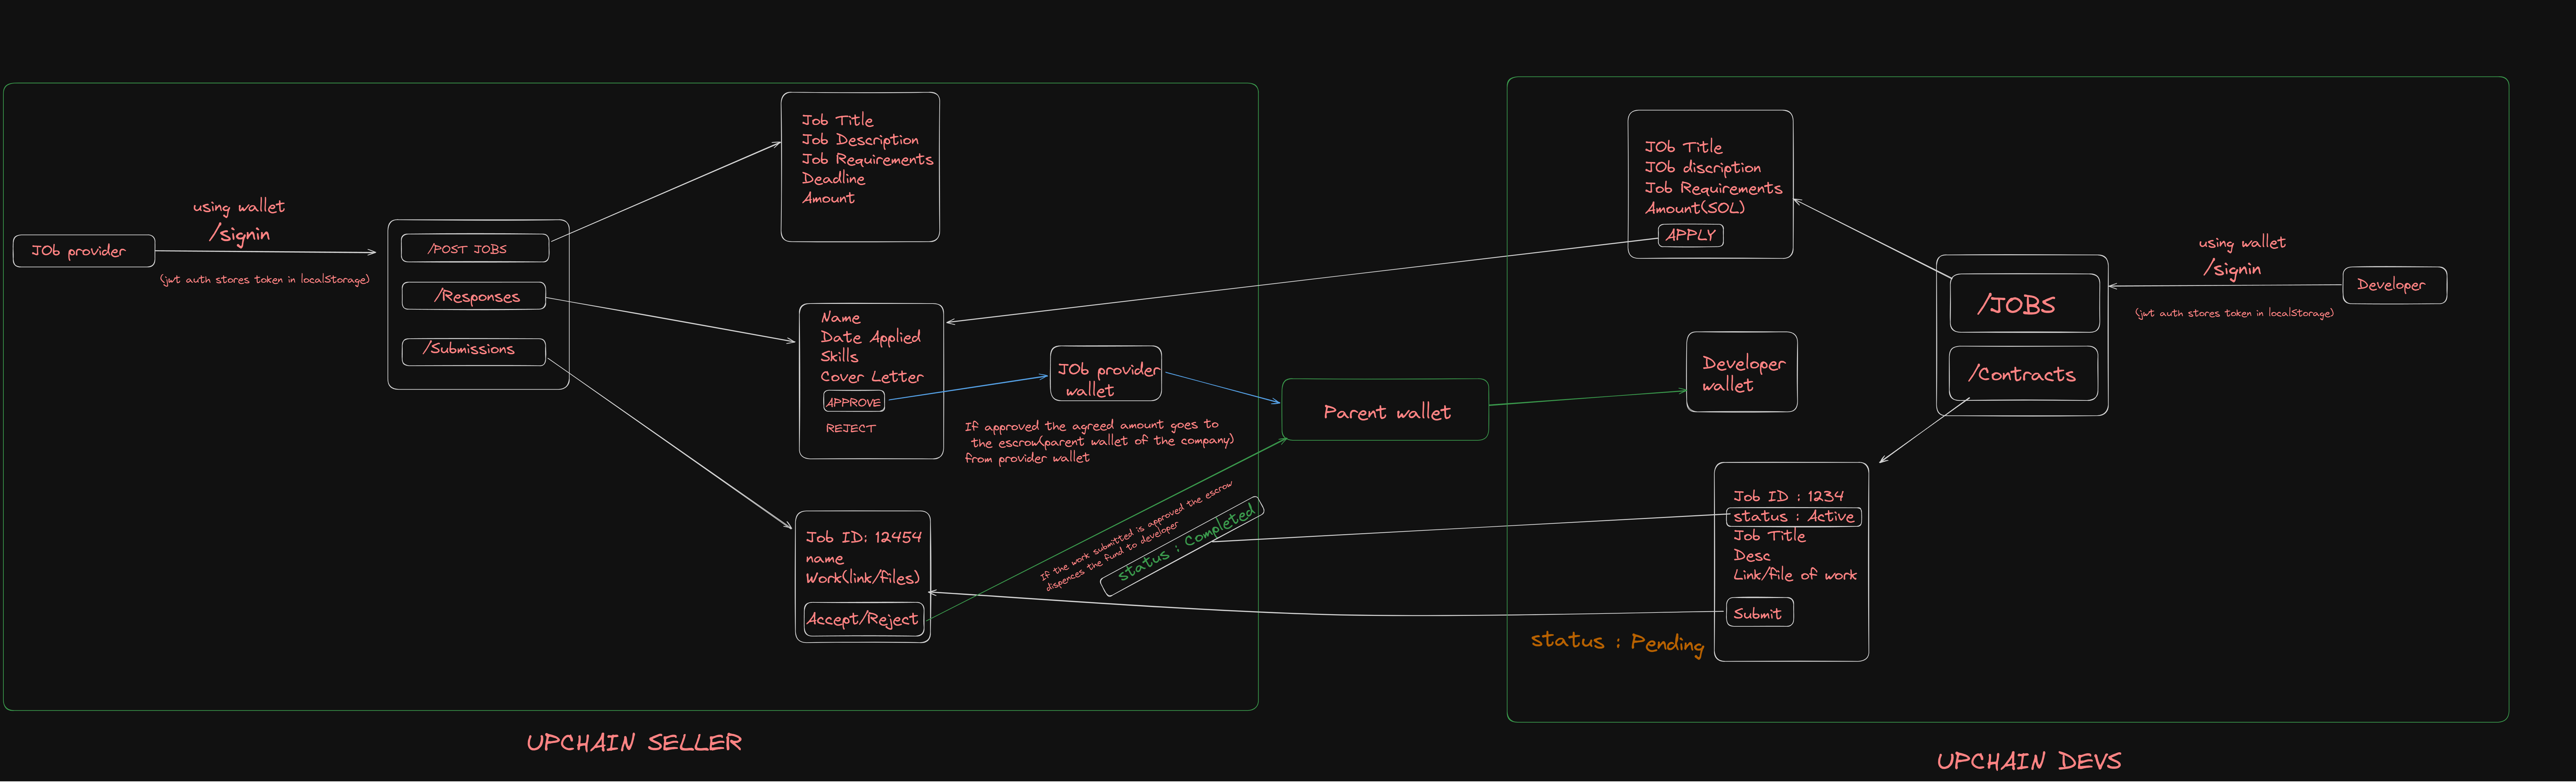 JOb provider
using wallet
/signin
(jwt auth stores token in localStorage)
/POST JOBS
/Responses
/Submissions
Job Title
Job Description
Job Requirements
Deadline
Amount
Name
Date Applied
Skills
Cover Letter
APPROVE
REJECT
JOb provider
wallet
If approved the agreed amount goes to
the escrow(parent wallet of the company)
from provider wallet
Job ID: 12454
name
Work(link/files)
Accept/Reject
If the work submitted is approved the escrow
dispences the fund to developer
status : Completed
Parent wallet
UPCHAIN SELLER
JOb Title
JOb discription
Job Requirements
Amount(SOL)
APPLY
Developer
wallet
/JOBS
/Contracts
using wallet
/signin
(jwt auth stores token in localStorage)
Developer
Job ID : 1234
status : Active
Job Title
Desc
Link/file of work
Submit
status : Pending
UPCHAIN DEVS